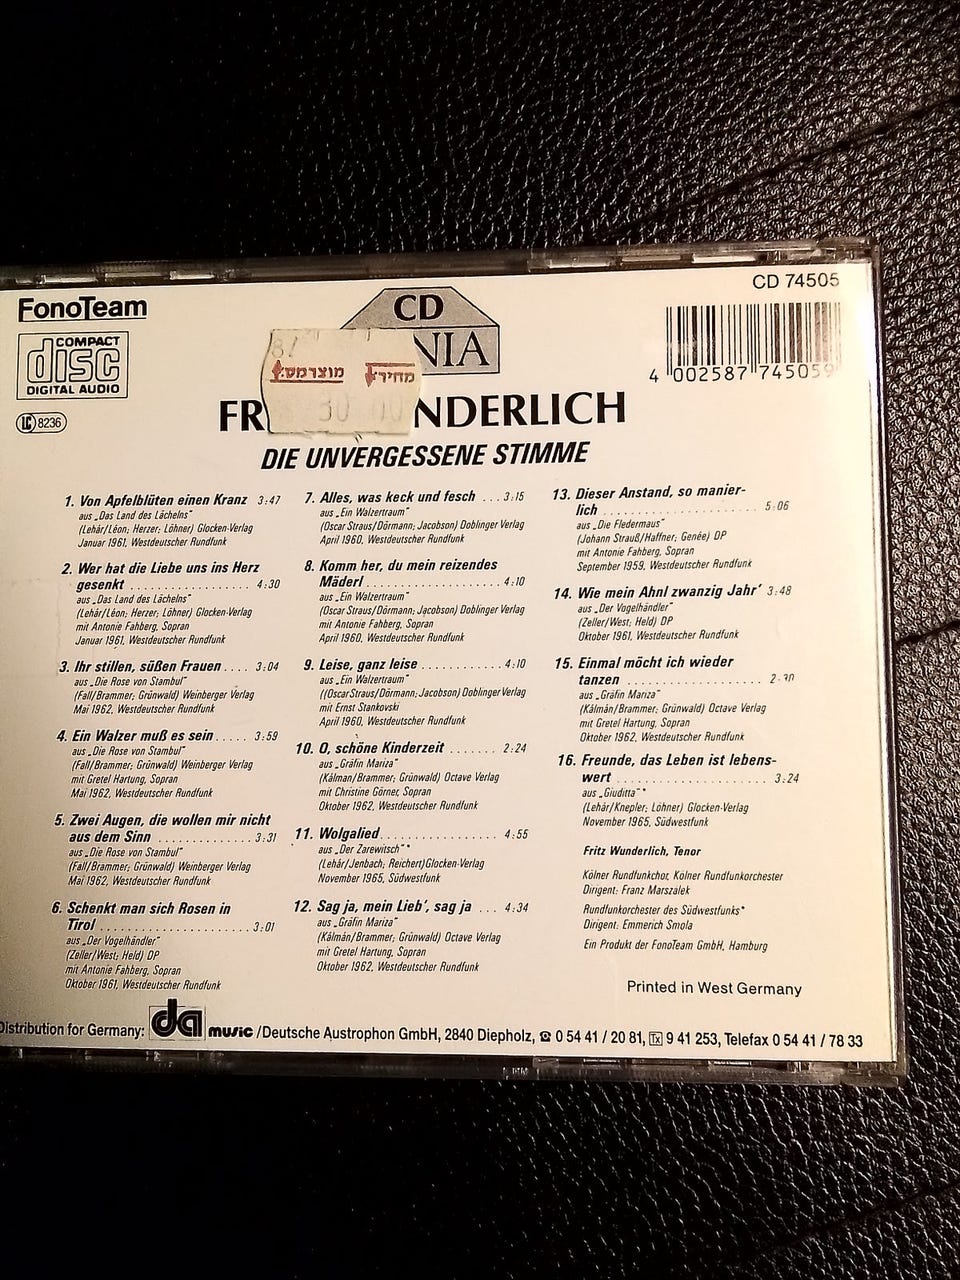 CD 74505
FonoTeam
CD
NIA
COMPACT
disc
DIGITAL AUDIO
4 002587 745059
LC 8236
מוצר מס'
מחיר
30 00
FR NDERLICH
DIE UNVERGESSENE STIMME
1. Von Apfelblüten einen Kranz 3:47
aus „Das Land des Lächelns"
(Lehár/Léon; Herzer; Löhner) Glocken-Verlag
Januar 1961, Westdeutscher Rundfunk
2. Wer hat die Liebe uns ins Herz
gesenkt ................ 4:30
aus „Das Land des Lächelns"
(Lehár/Léon; Herzer; Löhner) Glocken-Verlag
mit Antonie Fahberg, Sopran
Januar 1961, Westdeutscher Rundfunk
3. Ihr stillen, süßen Frauen .... 3:04
aus „Die Rose von Stambul"
(Fall/Brammer; Grünwald) Weinberger Verlag
Mai 1962, Westdeutscher Rundfunk
4. Ein Walzer muß es sein ..... 3:59
aus „Die Rose von Stambul"
(Fall/Brammer; Grünwald) Weinberger Verlag
mit Gretel Hartung, Sopran
Mai 1962, Westdeutscher Rundfunk
5. Zwei Augen, die wollen mir nicht
aus dem Sinn ............. 3:31
aus „Die Rose von Stambul"
(Fall/Brammer; Grünwald) Weinberger Verlag
Mai 1962, Westdeutscher Rundfunk
6. Schenkt man sich Rosen in
Tirol .................... 3:01
aus „Der Vogelhändler"
(Zeller/West; Held) DP
mit Antonie Fahberg, Sopran
Oktober 1961, Westdeutscher Rundfunk
7. Alles, was keck und fesch ... 3:15
aus „Ein Walzertraum"
(Oscar Straus/Dörmann; Jacobson) Doblinger Verlag
April 1960, Westdeutscher Rundfunk
8. Komm her, du mein reizendes
Mäderl .................. 4:10
aus „Ein Walzertraum"
(Oscar Straus/Dörmann; Jacobson) Doblinger Verlag
mit Antonie Fahberg, Sopran
April 1960, Westdeutscher Rundfunk
9. Leise, ganz leise ........... 4:10
aus „Ein Walzertraum"
((Oscar Straus/Dörmann; Jacobson) Doblinger Verlag
mit Ernst Stankovski
April 1960, Westdeutscher Rundfunk
10. O, schöne Kinderzeit ....... 2:24
aus „Gräfin Mariza"
(Kálmán/Brammer; Grünwald) Octave Verlag
mit Christine Görner, Sopran
Oktober 1962, Westdeutscher Rundfunk
11. Wolgalied ................ 4:55
aus „Der Zarewitsch"*
(Lehár/Jenbach; Reichert) Glocken-Verlag
November 1965, Südwestfunk
12. Sag ja, mein Lieb', sag ja ... 4:34
aus „Gräfin Mariza"
(Kálmán/Brammer; Grünwald) Octave Verlag
mit Gretel Hartung, Sopran
Oktober 1962, Westdeutscher Rundfunk
13. Dieser Anstand, so manier-
lich ..................... 5:06
aus „Die Fledermaus"
(Johann Strauß/Haffner; Genée) DP
mit Antonie Fahberg, Sopran
September 1959, Westdeutscher Rundfunk
14. Wie mein Ahnl zwanzig Jahr' 3:48
aus „Der Vogelhändler"
(Zeller/West; Held) DP
Oktober 1961, Westdeutscher Rundfunk
15. Einmal möcht ich wieder
tanzen ..................
aus „Gräfin Mariza"
(Kálmán/Brammer; Grünwald) Octave Verlag
mit Gretel Hartung, Sopran
Oktober 1962, Westdeutscher Rundfunk
16. Freunde, das Leben ist lebens-
wert .................... 3:24
aus „Giuditta"*
(Lehár/Knepler; Löhner) Glocken-Verlag
November 1965, Südwestfunk
Fritz Wunderlich, Tenor
Kölner Rundfunkchor, Kölner Rundfunkorchester
Dirigent: Franz Marszalek
Rundfunkorchester des Südwestfunks*
Dirigent: Emmerich Smola
Ein Produkt der FonoTeam GmbH, Hamburg
Printed in West Germany
Distribution for Germany: da music /Deutsche Austrophon GmbH, 2840 Diepholz, ☎ 0 54 41 / 20 81, Tx 9 41 253, Telefax 0 54 41 / 78 33